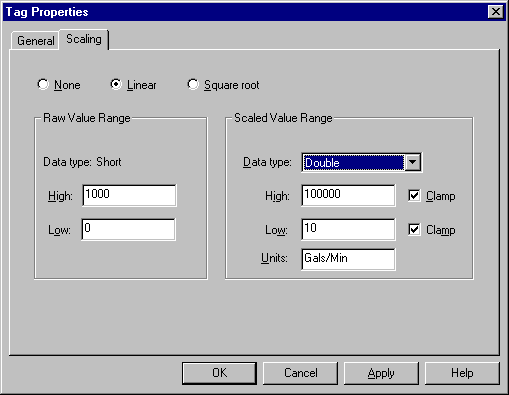 Tag Properties
General Scaling
None Linear Square root
Raw Value Range Scaled Value Range
Data type: Short Data type: Double
High: 1000 High: 100000 Clamp
Low: 0 Low: 10 Clamp
Units: Gals/Min
OK Cancel Apply Help